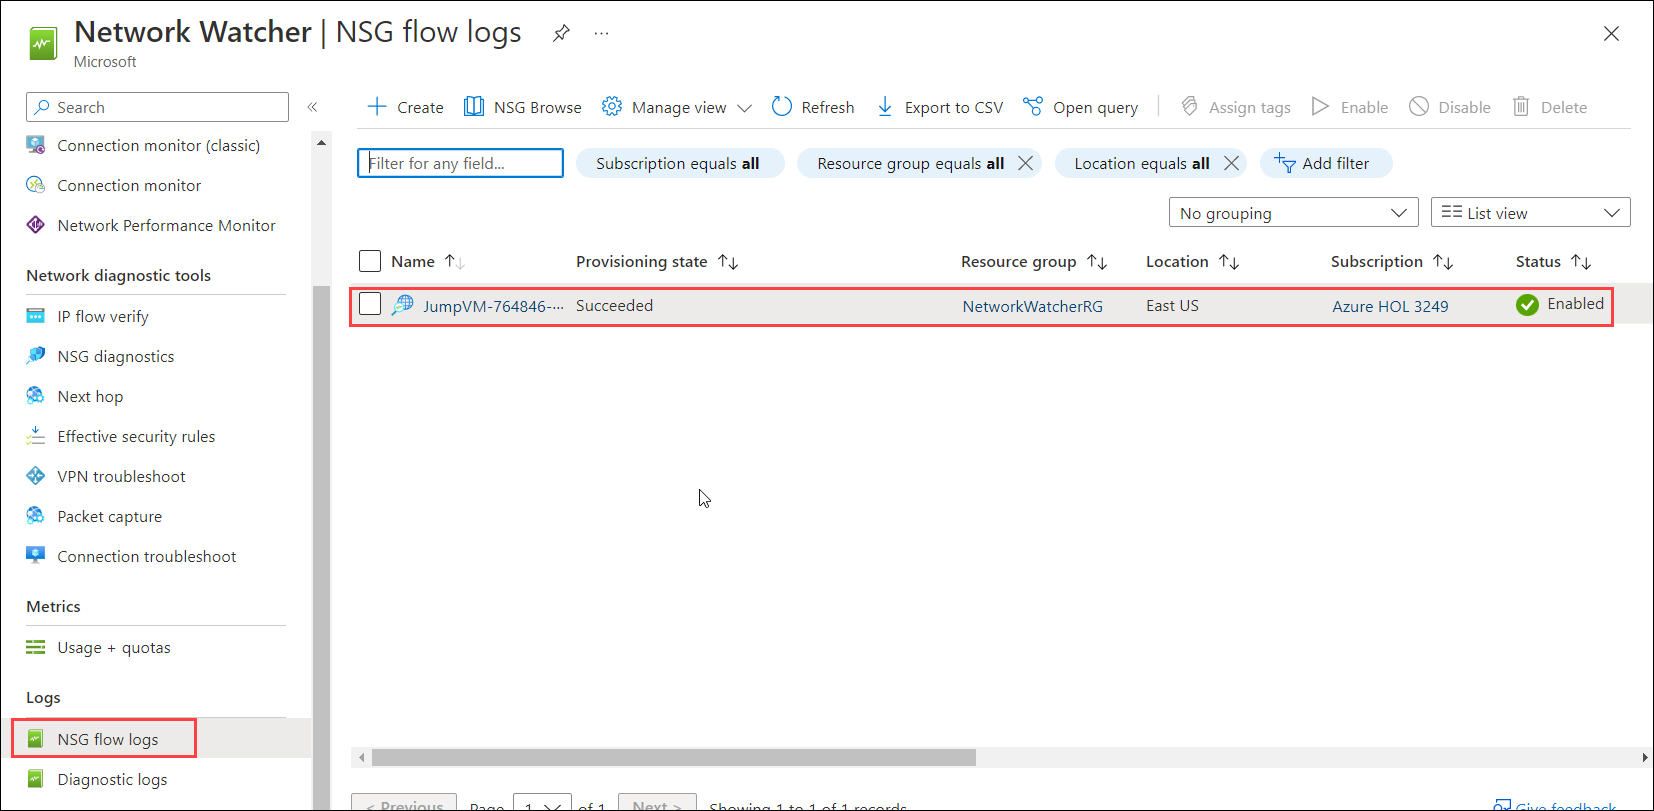 Network Watcher | NSG flow logs ...
Microsoft
Search «
Create NSG Browse Manage view Refresh Export to CSV Open query Assign tags Enable Disable Delete
Connection monitor (classic)
Connection monitor
Network Performance Monitor
Network diagnostic tools
IP flow verify
NSG diagnostics
Next hop
Effective security rules
VPN troubleshoot
Packet capture
Connection troubleshoot
Metrics
Usage + quotas
Logs
NSG flow logs
Diagnostic logs
Filter for any field... Subscription equals all Resource group equals all Location equals all Add filter
No grouping List view
Name Provisioning state Resource group Location Subscription Status
JumpVM-764846-... Succeeded NetworkWatcherRG East US Azure HOL 3249 Enabled
< Previous Page 1 of 1 Next > Showing 1 to 1 of 1 records. Give feedback